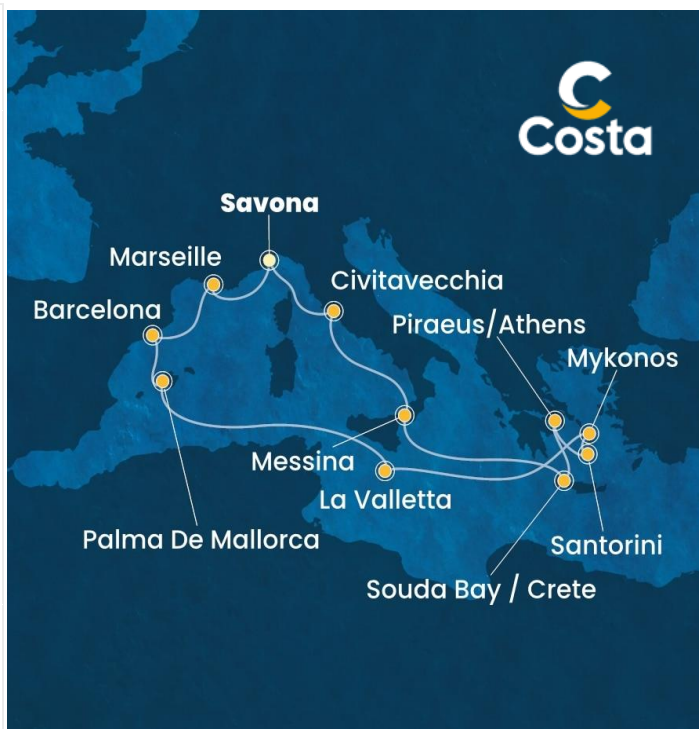 Costa
Savona
Marseille
Civitavecchia
Barcelona
Piraeus/Athens
Mykonos
Messina
La Valletta
Palma De Mallorca
Santorini
Souda Bay / Crete